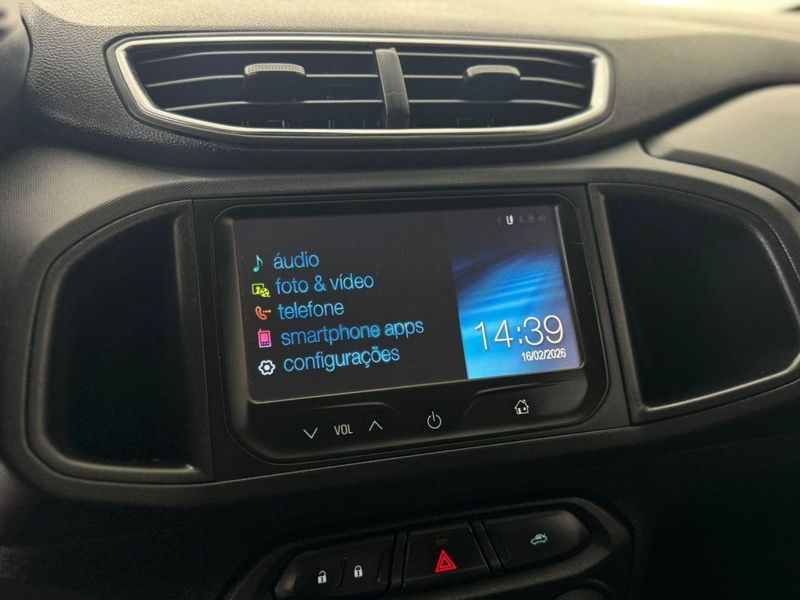 áudio
foto & vídeo
telefone
smartphone apps
configurações
14:39
16/02/2026
VOL